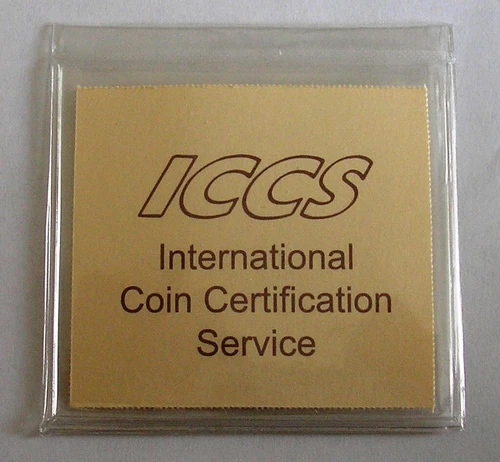 ICCS
International
Coin Certification
Service